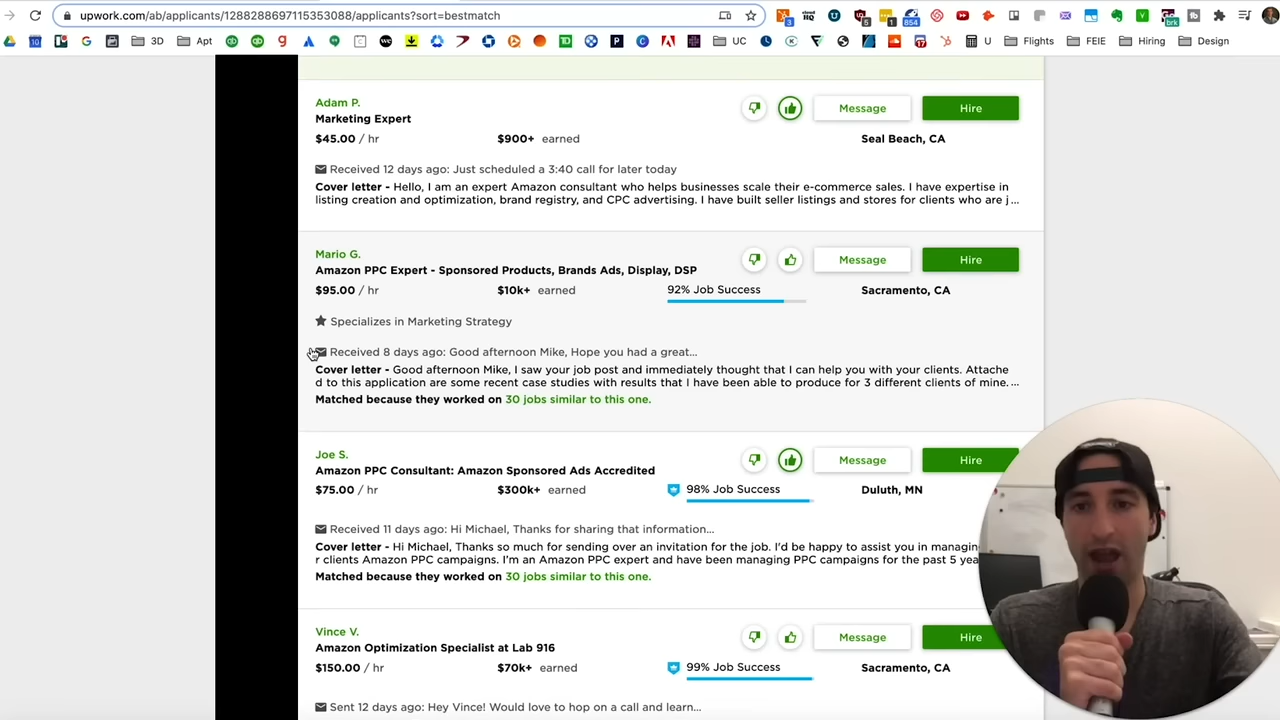 upwork.com/ab/applicants/1288288697115353088/applicants?sort=bestmatch
3
5
1
854
brk
10
3D
Apt
UC
17
U
Flights
FEIE
Hiring
Design
Adam P.
Message
Hire
Marketing Expert
$45.00 / hr
$900+ earned
Seal Beach, CA
Received 12 days ago: Just scheduled a 3:40 call for later today
Cover letter - Hello, I am an expert Amazon consultant who helps businesses scale their e-commerce sales. I have expertise in
listing creation and optimization, brand registry, and CPC advertising. I have built seller listings and stores for clients who are j ...
Mario G.
Message
Hire
Amazon PPC Expert - Sponsored Products, Brands Ads, Display, DSP
$95.00 / hr
$10k+ earned
92% Job Success
Sacramento, CA
Specializes in Marketing Strategy
Received 8 days ago: Good afternoon Mike, Hope you had a great...
Cover letter - Good afternoon Mike, I saw your job post and immediately thought that I can help you with your clients. Attache
d to this application are some recent case studies with results that I have been able to produce for 3 different clients of mine. ...
Matched because they worked on 30 jobs similar to this one.
Joe S.
Message
Hire
Amazon PPC Consultant: Amazon Sponsored Ads Accredited
$75.00 / hr
$300k+ earned
98% Job Success
Duluth, MN
Received 11 days ago: Hi Michael, Thanks for sharing that information...
Cover letter - Hi Michael, Thanks so much for sending over an invitation for the job. I'd be happy to assist you in managin
r clients Amazon PPC campaigns. I'm an Amazon PPC expert and have been managing PPC campaigns for the past 5 yea
Matched because they worked on 30 jobs similar to this one.
Vince V.
Message
Hire
Amazon Optimization Specialist at Lab 916
$150.00 / hr
$70k+ earned
99% Job Success
Sacramento, CA
Sent 12 days ago: Hey Vince! Would love to hop on a call and learn...